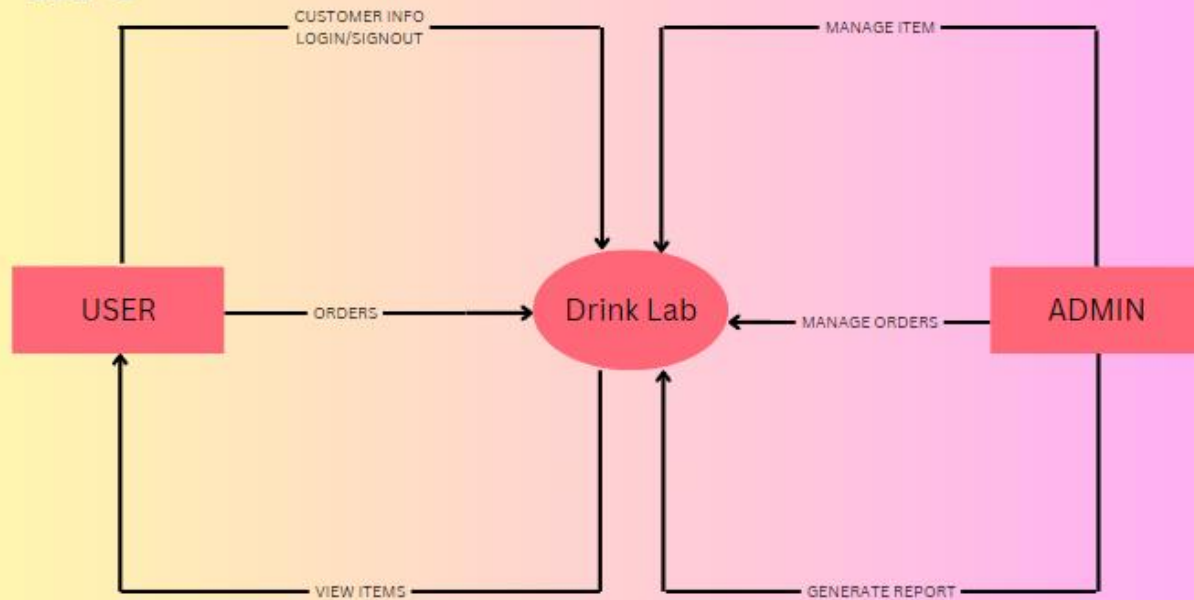 CUSTOMER INFO
LOGIN/SIGNOUT
MANAGE ITEM
USER
ORDERS
Drink Lab
MANAGE ORDERS
ADMIN
VIEW ITEMS
GENERATE REPORT